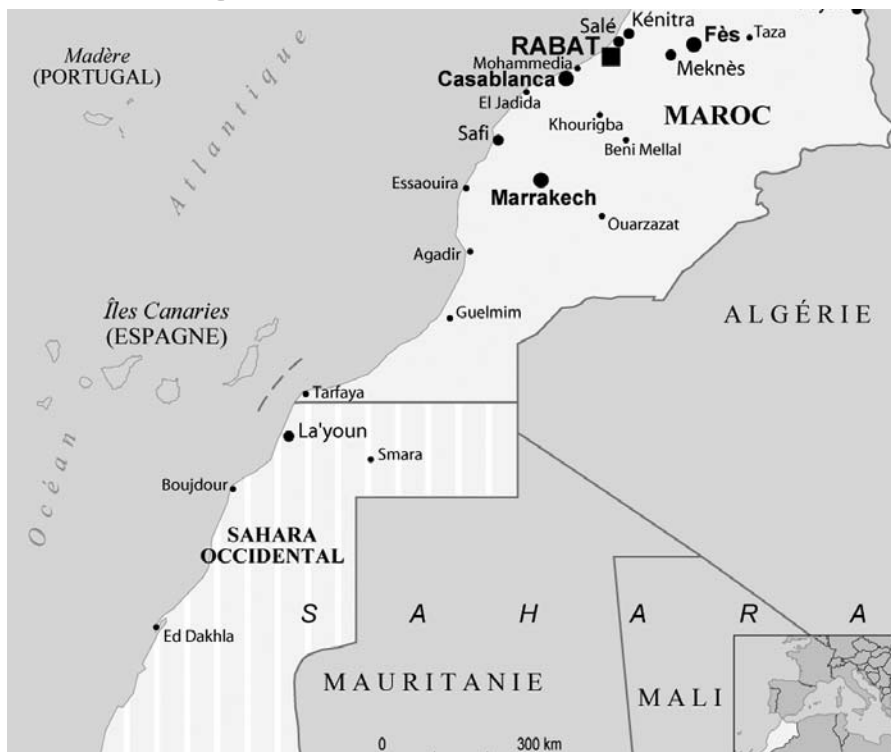 Madère
(PORTUGAL)
Atlantique
Salé
Kénitra
RABAT
Fès
Taza
Mohammedia
Meknès
Casablanca
El Jadida
MAROC
Khourigba
Safi
Beni Mellal
Essaouira
Marrakech
Ouarzazat
Agadir
Îles Canaries
(ESPAGNE)
Guelmim
ALGÉRIE
Tarfaya
Océan
La'youn
Smara
Boujdour
SAHARA
OCCIDENTAL
SAHARA
Ed Dakhla
MAURITANIE
MALI
0 300 km